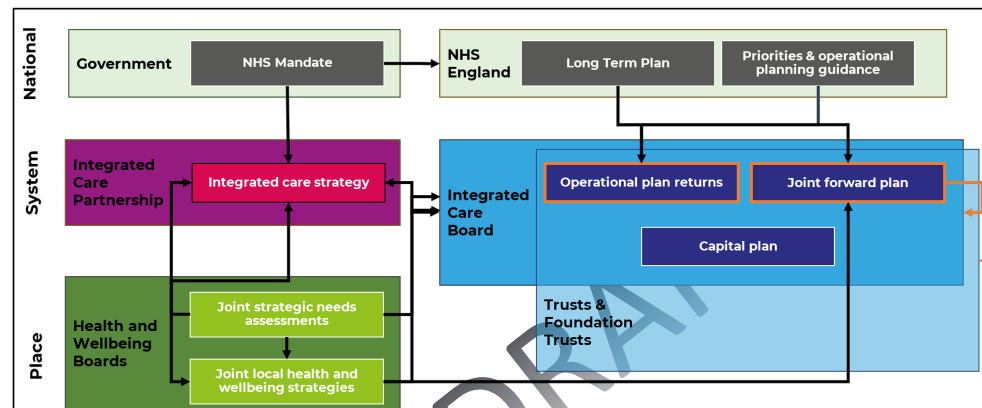 National
Government
NHS Mandate
NHS
England
Long Term Plan
Priorities & operational
planning guidance
System
Integrated
Care
Partnership
Integrated care strategy
Integrated
Care
Board
Operational plan returns
Joint forward plan
Capital plan
Trusts &
Foundation
Trusts
Place
Health and
Wellbeing
Boards
Joint strategic needs
assessments
Joint local health and
wellbeing strategies
DRAF